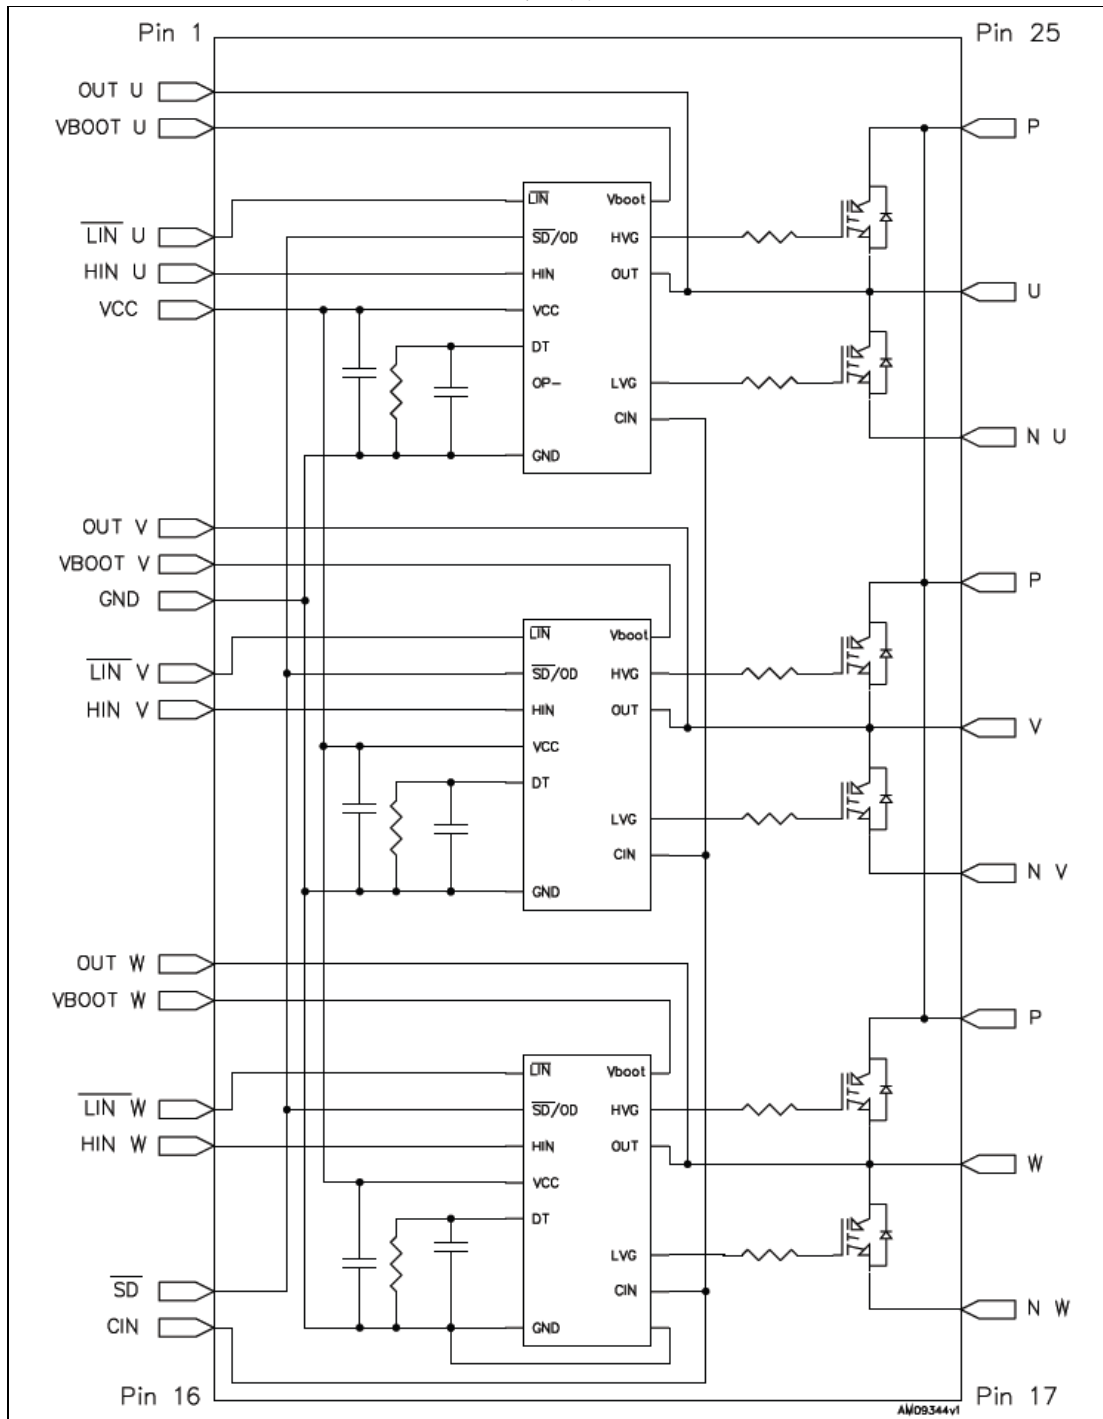 Pin 1
Pin 25
OUT U
VBOOT U
P
LIN
Vboot
LIN U
SD/OD
HVG
HIN U
HIN
OUT
U
VCC
VCC
DT
OP-
LVG
CIN
N U
GND
OUT V
VBOOT V
P
GND
LIN
Vboot
LIN V
SD/OD
HVG
HIN V
HIN
OUT
V
VCC
DT
LVG
CIN
N V
GND
OUT W
VBOOT W
P
LIN
Vboot
LIN W
SD/OD
HVG
HIN W
HIN
OUT
W
VCC
DT
LVG
SD
CIN
N W
CIN
GND
Pin 16
Pin 17
AM09344v1